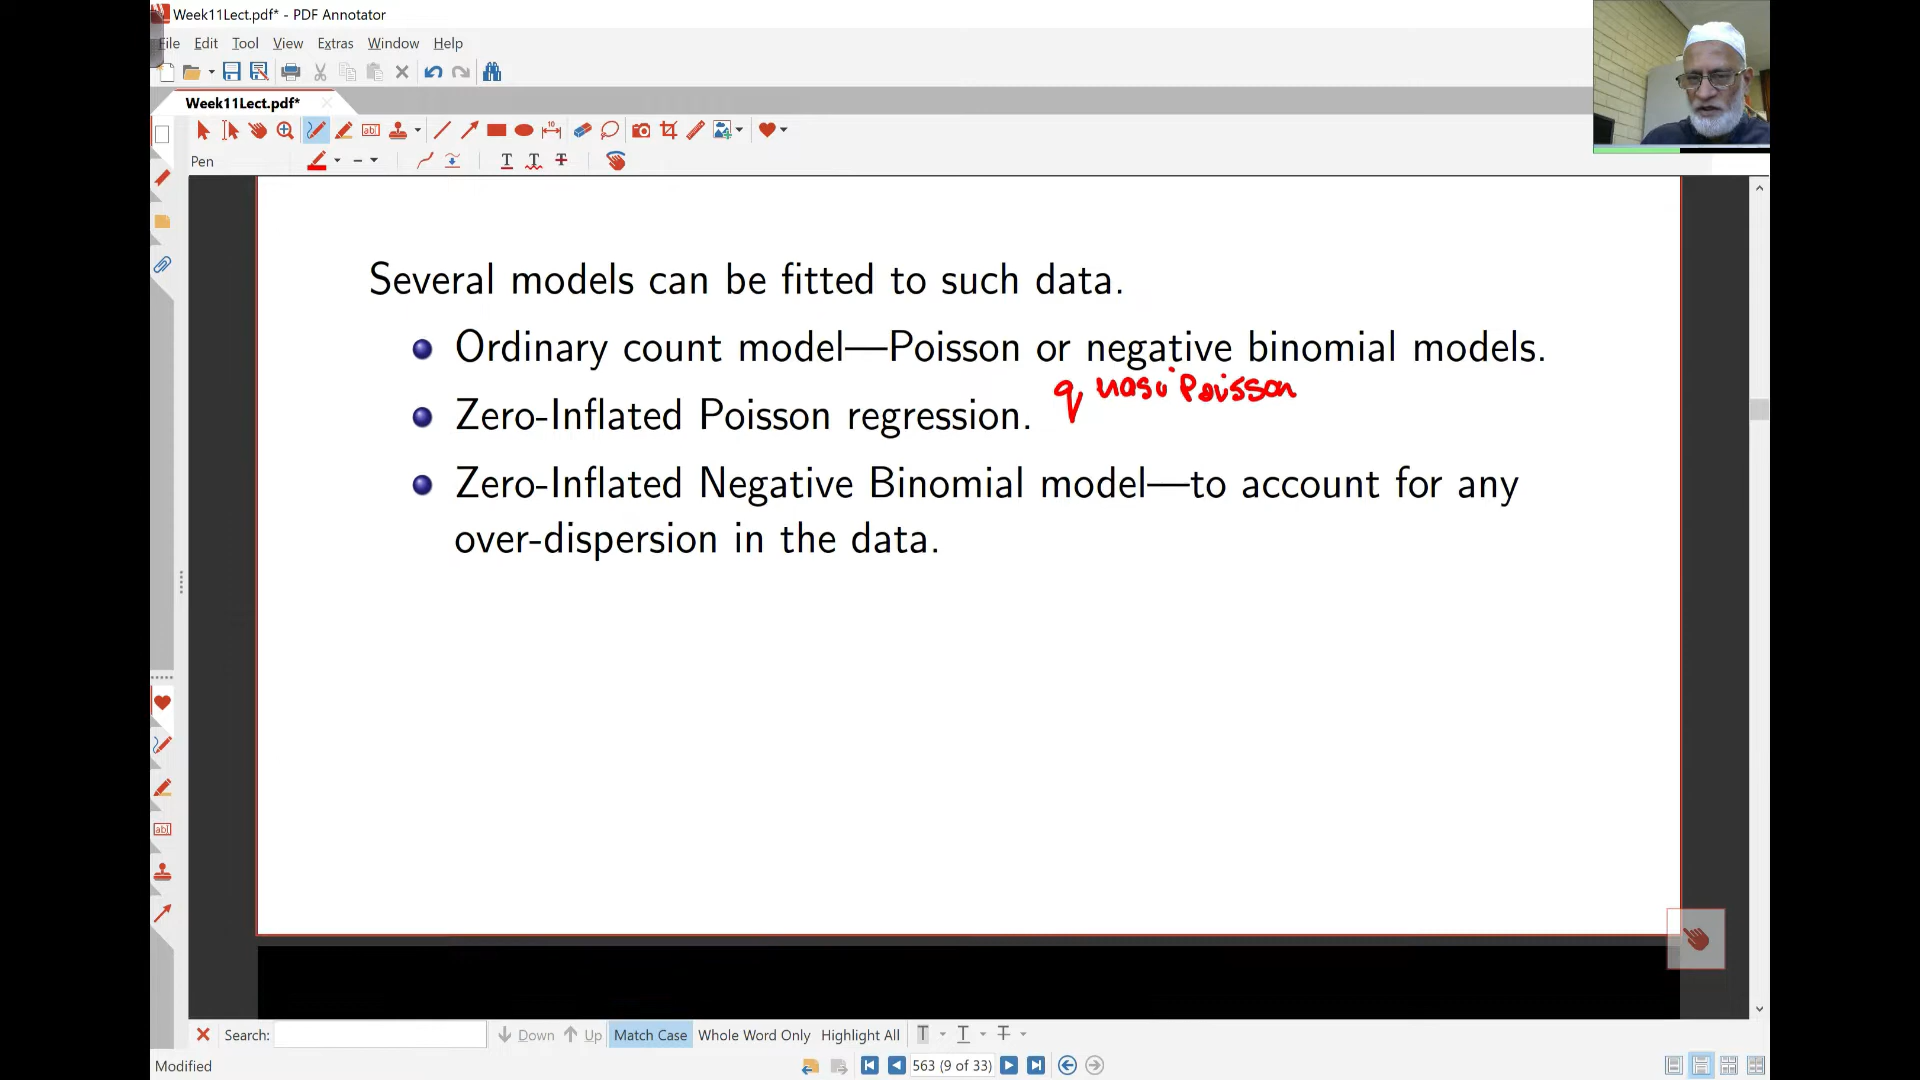 Week11Lect.pdf* - PDF Annotator
File Edit Tool View Extras Window Help
Week11Lect.pdf*
Pen
Several models can be fitted to such data.
Ordinary count model—Poisson or negative binomial models.
quasi Poisson
Zero-Inflated Poisson regression.
Zero-Inflated Negative Binomial model—to account for any
over-dispersion in the data.
Search: Down Up Match Case Whole Word Only Highlight All
Modified 563 (9 of 33)